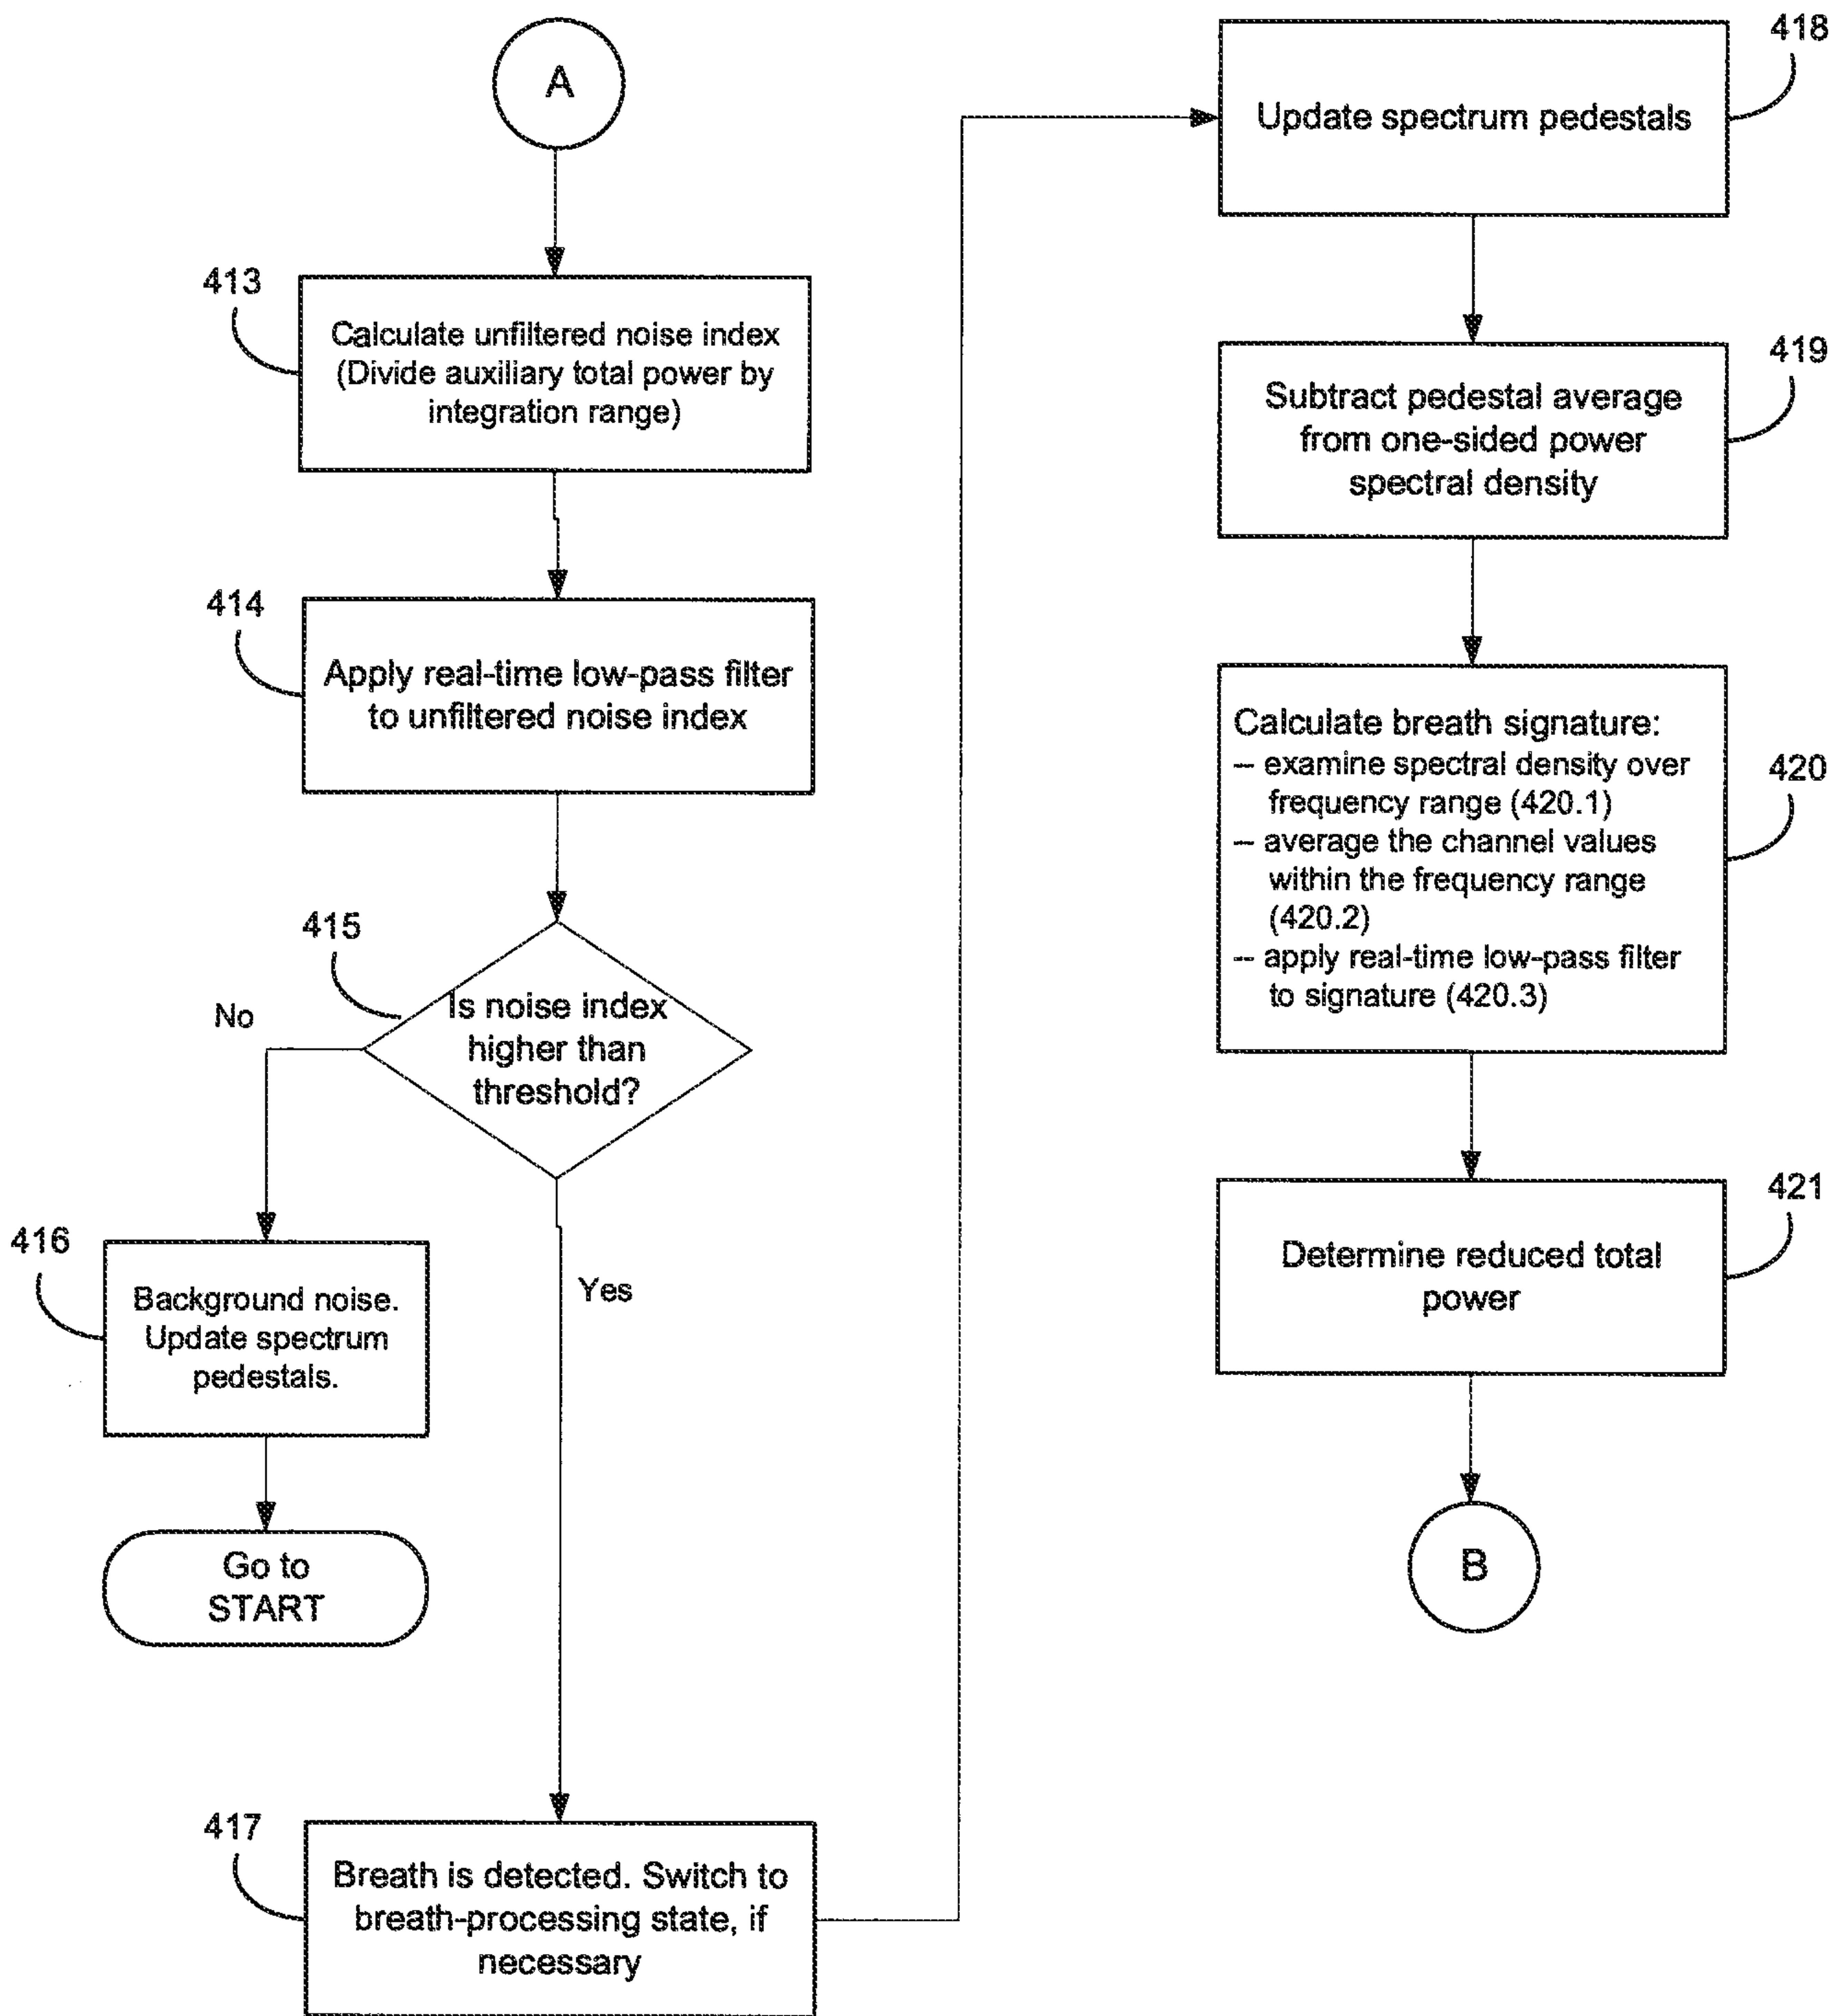 A
413
Calculate unfiltered noise index
(Divide auxiliary total power by
integration range)
414
Apply real-time low-pass filter
to unfiltered noise index
415
Is noise index
higher than
threshold?
No
Yes
416
Background noise.
Update spectrum
pedestals.
Go to
START
417
Breath is detected. Switch to
breath-processing state, if
necessary
418
Update spectrum pedestals
419
Subtract pedestal average
from one-sided power
spectral density
420
Calculate breath signature:
– examine spectral density over
frequency range (420.1)
– average the channel values
within the frequency range
(420.2)
– apply real-time low-pass filter
to signature (420.3)
421
Determine reduced total
power
B